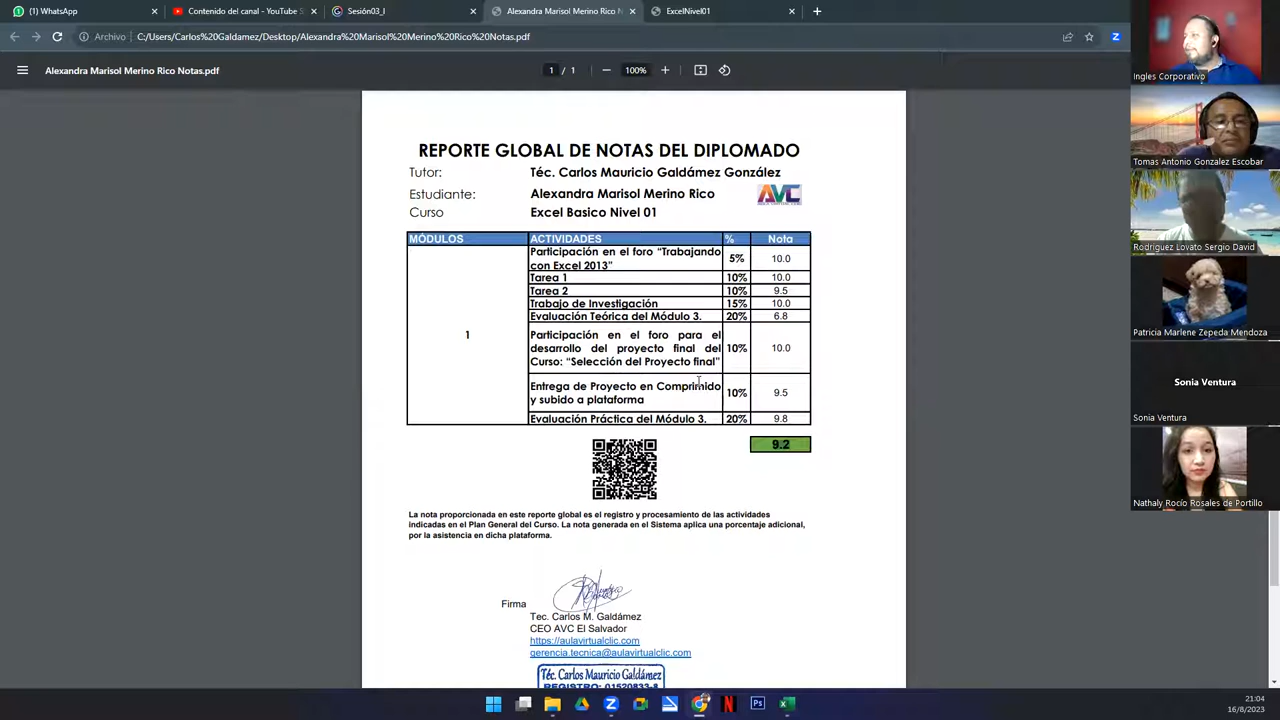 (1) WhatsApp
Contenido del canal - YouTube S
Sesión03_I
Alexandra Marisol Merino Rico N
ExcelNivel01
Archivo
C:/Users/Carlos%20Galdamez/Desktop/Alexandra%20Marisol%20Merino%20Rico%20Notas.pdf
Alexandra Marisol Merino Rico Notas.pdf
1 / 1
100%
REPORTE GLOBAL DE NOTAS DEL DIPLOMADO
Tutor: Téc. Carlos Mauricio Galdámez González
Estudiante: Alexandra Marisol Merino Rico
AVC
Curso Excel Basico Nivel 01
MÓDULOS ACTIVIDADES % Nota
Participación en el foro “Trabajando
con Excel 2013” 5% 10.0
Tarea 1 10% 10.0
Tarea 2 10% 9.5
Trabajo de Investigación 15% 10.0
Evaluación Teórica del Módulo 3. 20% 6.8
1
Participación en el foro para el
desarrollo del proyecto final del 10% 10.0
Curso: “Selección del Proyecto final”
Entrega de Proyecto en Comprimido
y subido a plataforma 10% 9.5
Evaluación Práctica del Módulo 3. 20% 9.8
9.2
La nota proporcionada en este reporte global es el registro y procesamiento de las actividades
indicadas en el Plan General del Curso. La nota generada en el Sistema aplica una porcentaje adicional,
por la asistencia en dicha plataforma.
Firma
Tec. Carlos M. Galdámez
CEO AVC El Salvador
https://aulavirtualclic.com
gerencia.tecnica@aulavirtualclic.com
Téc. Carlos Mauricio Galdámez
REGISTRO: 01520833-8
Ingles Corporativo
Tomas Antonio Gonzalez Escobar
Rodríguez Lovato Sergio David
Patricia Marlene Zepeda Mendoza
Sonia Ventura
Sonia Ventura
Nathaly Rocío Rosales de Portillo
21:04
16/8/2023